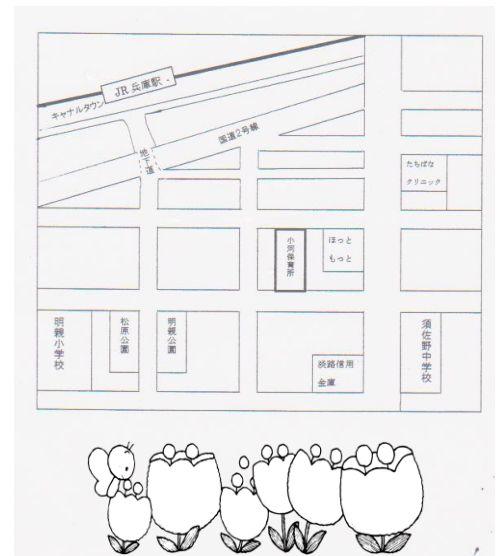 JR 兵庫駅
キャナルタウン
国道2号線
地下道
たちばな
クリニック
小河保育所
ほっと
もっと
明親小学校
松原公園
明親公園
淡路信用
金庫
須佐野中学校